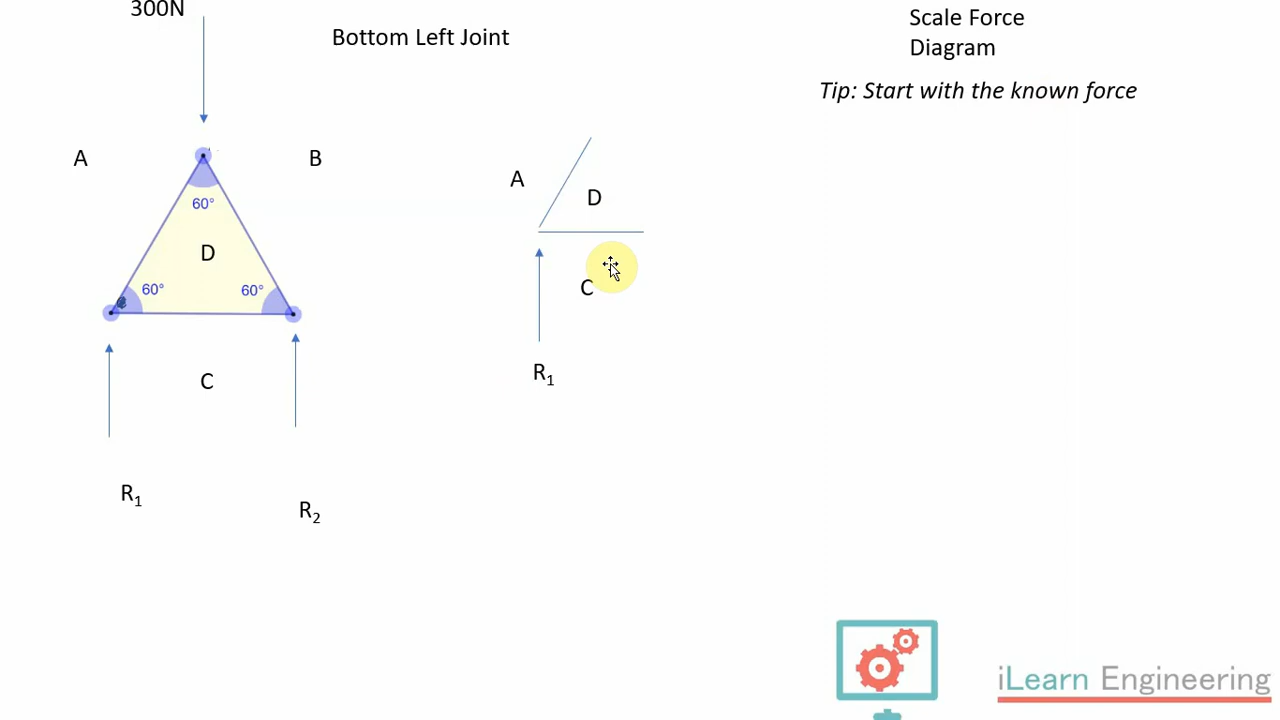 300N
Bottom Left Joint
Scale Force
Diagram
Tip: Start with the known force
A
B
60°
D
60°
60°
C
R₁
R₂
A
D
C
R₁
iLearn Engineering